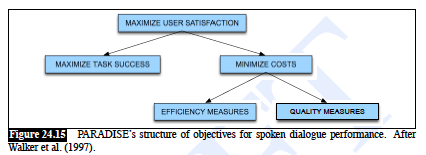 MAXIMIZE USER SATISFACTION
MAXIMIZE TASK SUCCESS
MINIMIZE COSTS
EFFICIENCY MEASURES
QUALITY MEASURES
Figure 24.15 PARADISE's structure of objectives for spoken dialogue performance. After
Walker et al. (1997).